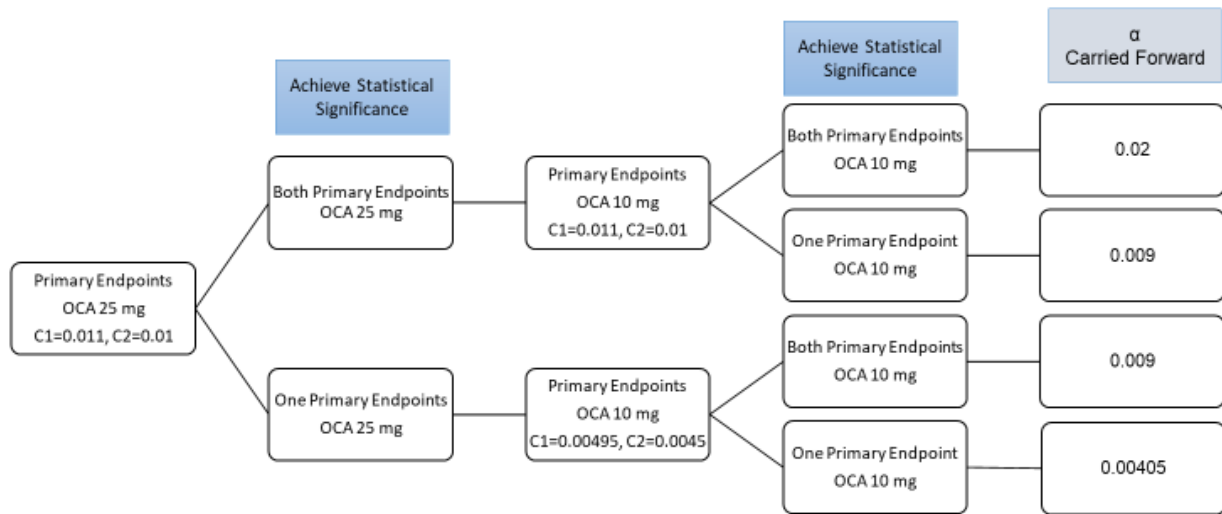 Achieve Statistical
Significance
Achieve Statistical
Significance
α
Carried Forward
Primary Endpoints
OCA 25 mg
C1=0.011, C2=0.01
Both Primary Endpoints
OCA 25 mg
Primary Endpoints
OCA 10 mg
C1=0.011, C2=0.01
Both Primary Endpoints
OCA 10 mg
0.02
One Primary Endpoint
OCA 10 mg
0.009
One Primary Endpoints
OCA 25 mg
Primary Endpoints
OCA 10 mg
C1=0.00495, C2=0.0045
Both Primary Endpoints
OCA 10 mg
0.009
One Primary Endpoint
OCA 10 mg
0.00405